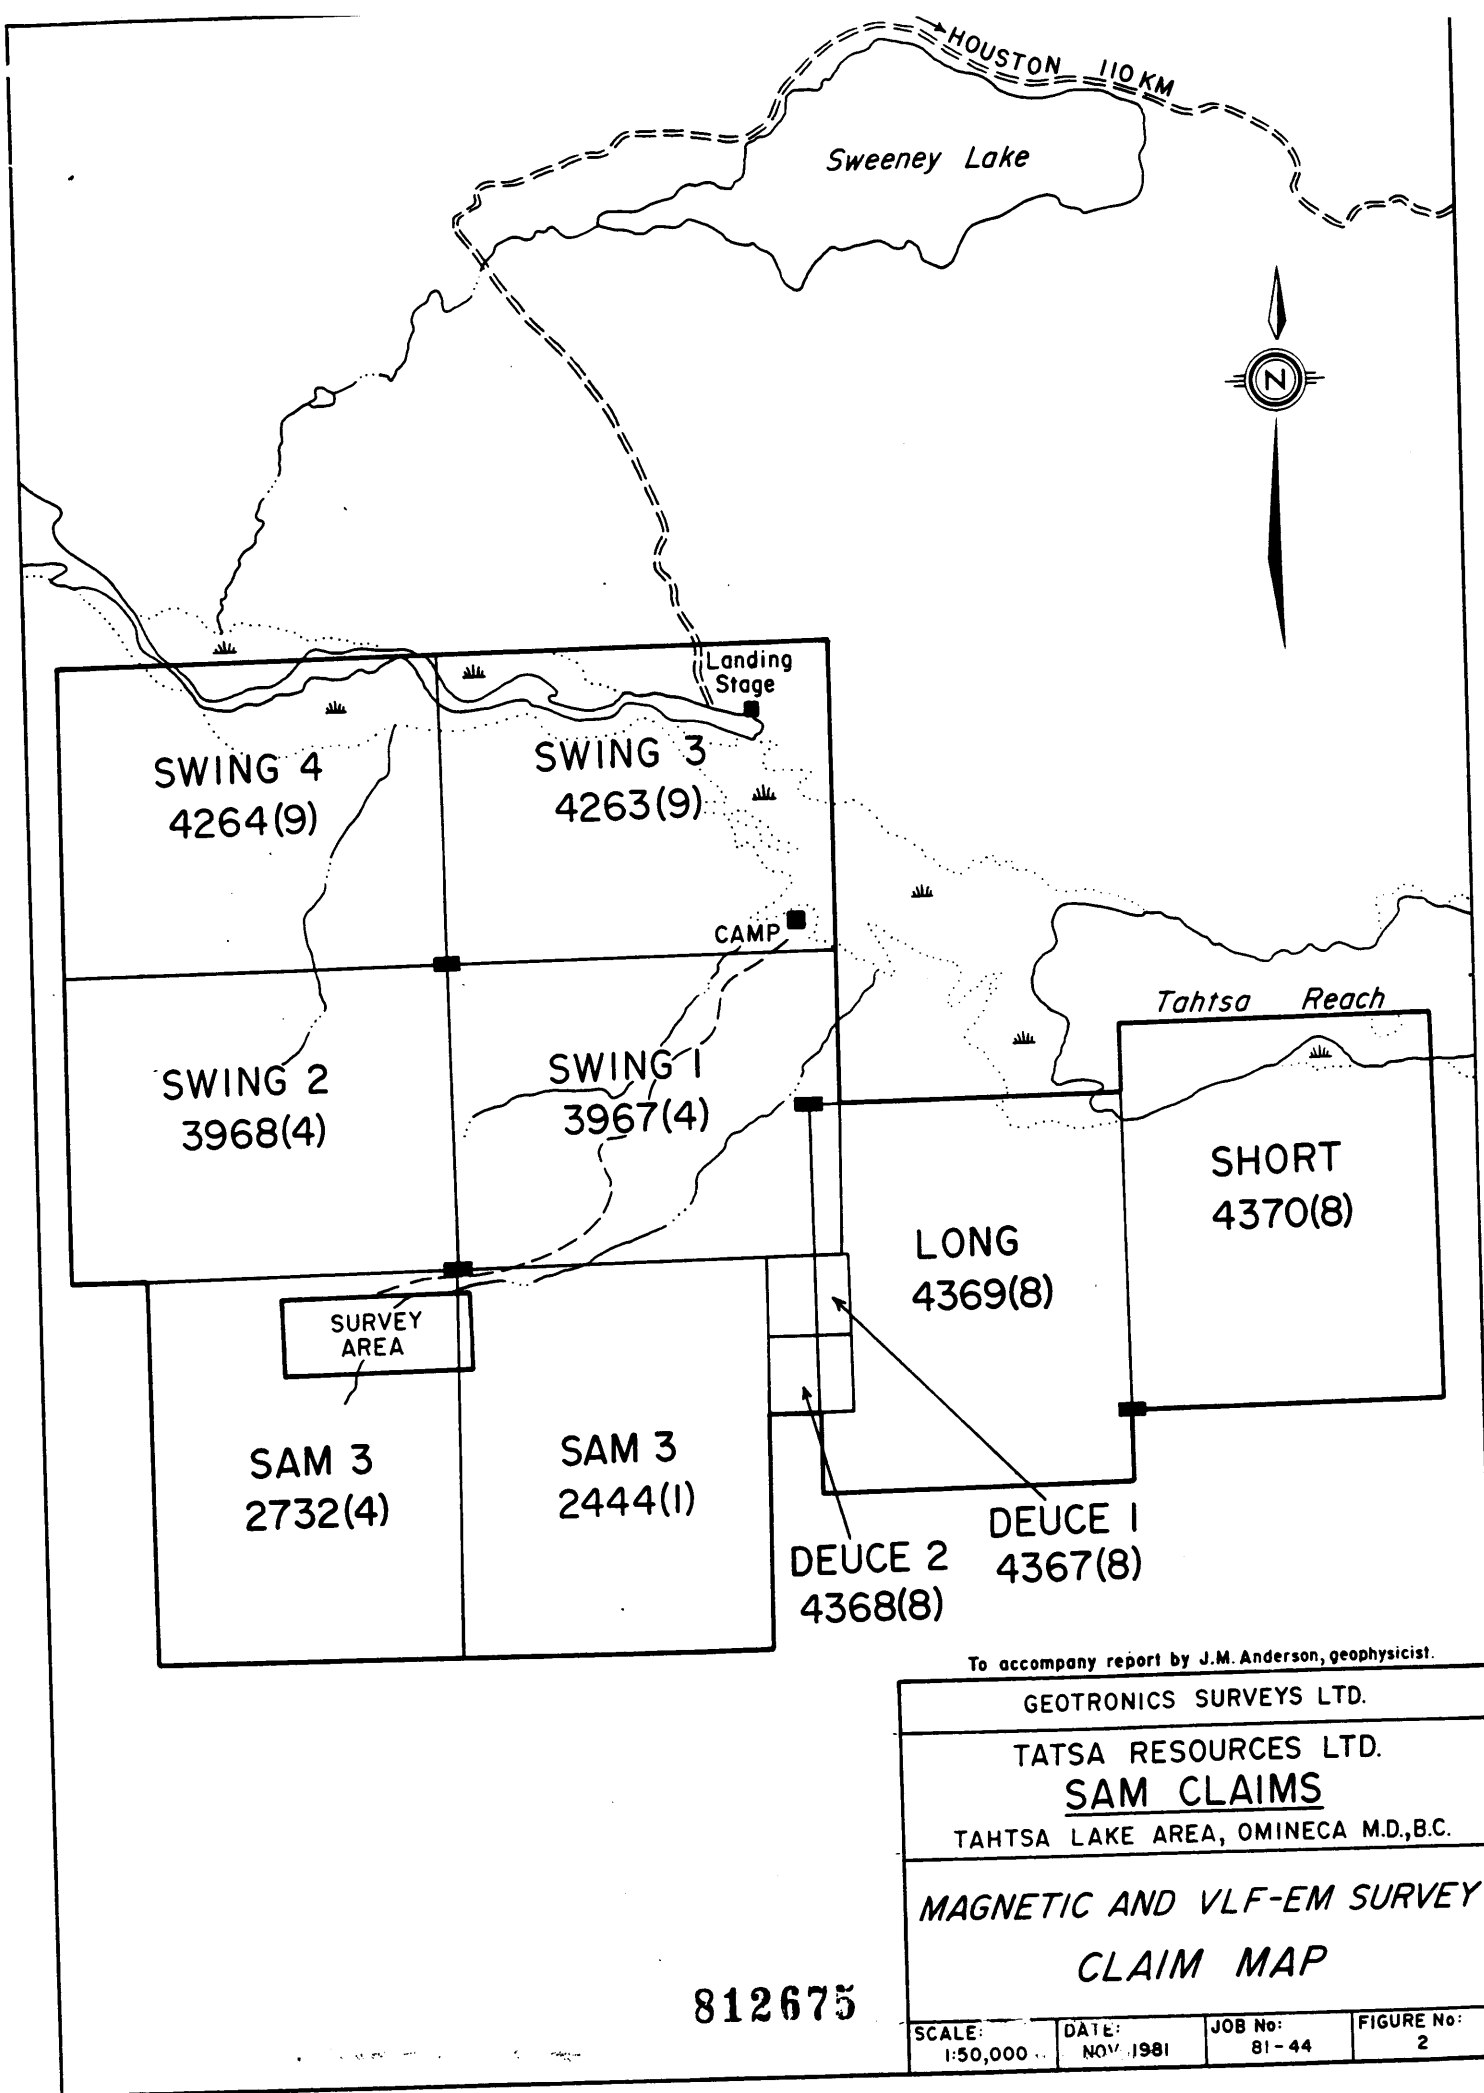 HOUSTON 110 KM
Sweeney Lake
N
Landing
Stage
SWING 4
4264(9)
SWING 3
4263(9)
CAMP
Tahtsa Reach
SWING 2
3968(4)
SWING 1
3967(4)
SHORT
4370(8)
LONG
4369(8)
SURVEY
AREA
SAM 3
2732(4)
SAM 3
2444(1)
DEUCE 1
4367(8)
DEUCE 2
4368(8)
To accompany report by J.M. Anderson, geophysicist.
GEOTRONICS SURVEYS LTD.
TATSA RESOURCES LTD.
SAM CLAIMS
TAHTSA LAKE AREA, OMINECA M.D., B.C.
MAGNETIC AND VLF-EM SURVEY
CLAIM MAP
812675
SCALE:
1:50,000
DATE:
NOV. 1981
JOB No:
81-44
FIGURE No:
2